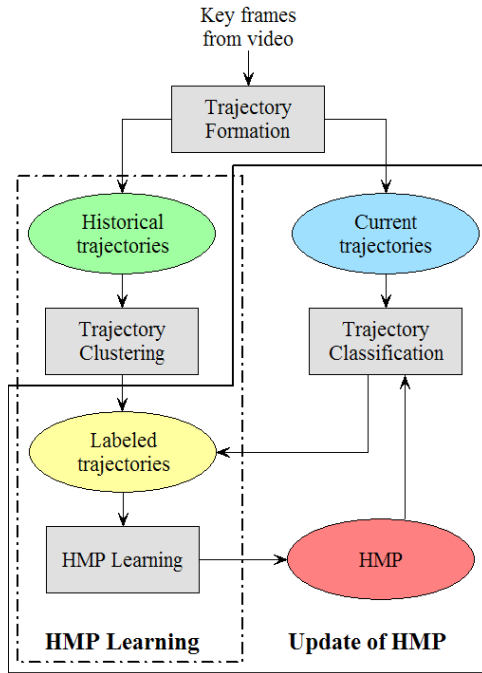 Key frames
from video
Trajectory
Formation
Historical
trajectories
Current
trajectories
Trajectory
Clustering
Trajectory
Classification
Labeled
trajectories
HMP Learning
HMP
HMP Learning
Update of HMP